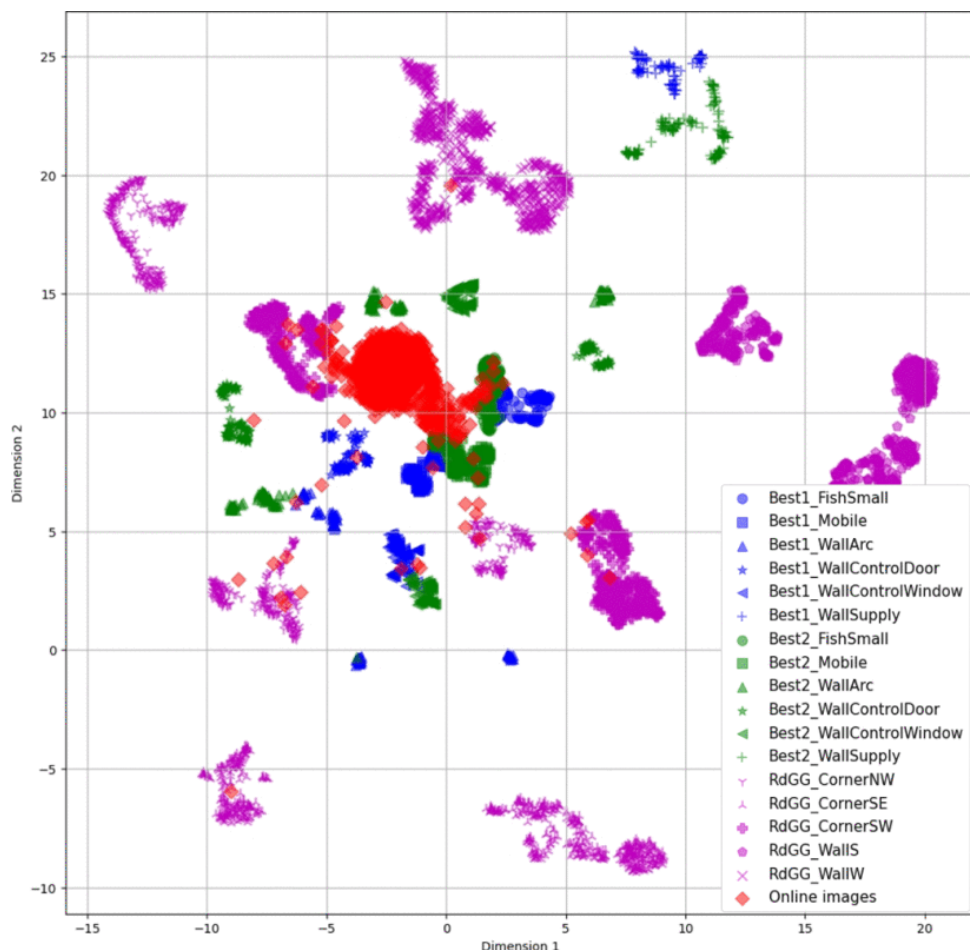 25
20
15
10
5
0
−5
−10
Dimension 2
−15
−10
−5
0
5
10
15
20
Dimension 1
Best1_FishSmall
Best1_Mobile
Best1_WallArc
Best1_WallControlDoor
Best1_WallControlWindow
Best1_WallSupply
Best2_FishSmall
Best2_Mobile
Best2_WallArc
Best2_WallControlDoor
Best2_WallControlWindow
Best2_WallSupply
RdGG_CornerNW
RdGG_CornerSE
RdGG_CornerSW
RdGG_WallS
RdGG_WallW
Online images